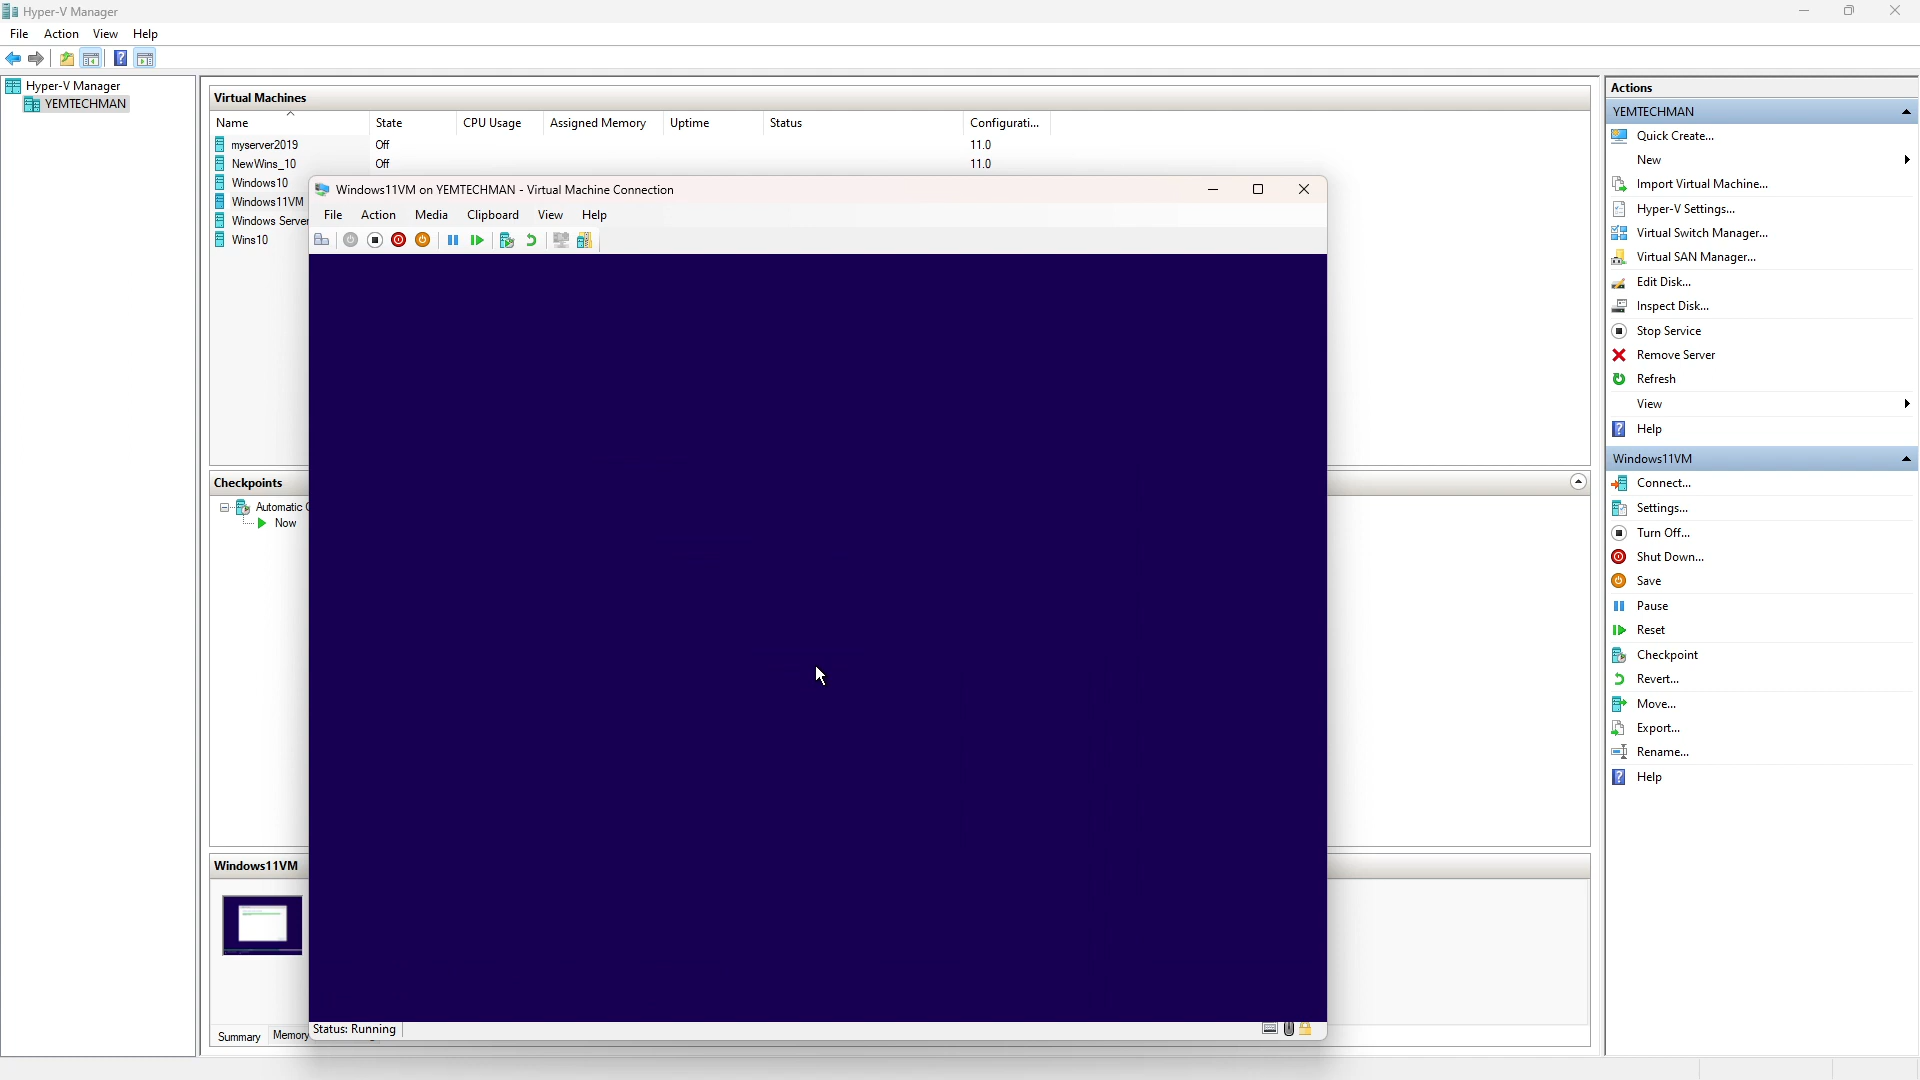 Hyper-V Manager
File Action View Help
Hyper-V Manager
YEMTECHMAN
Virtual Machines
Name State CPU Usage Assigned Memory Uptime Status Configurati...
myserver2019 Off 11.0
NewWins_10 Off 11.0
Windows10
Windows11VM
Windows Server
Wins10
Checkpoints
Automatic
Now
Windows11VM
Summary Memory
Windows11VM on YEMTECHMAN - Virtual Machine Connection
File Action Media Clipboard View Help
Status: Running
Actions
YEMTECHMAN
Quick Create...
New
Import Virtual Machine...
Hyper-V Settings...
Virtual Switch Manager...
Virtual SAN Manager...
Edit Disk...
Inspect Disk...
Stop Service
Remove Server
Refresh
View
Help
Windows11VM
Connect...
Settings...
Turn Off...
Shut Down...
Save
Pause
Reset
Checkpoint
Revert...
Move...
Export...
Rename...
Help